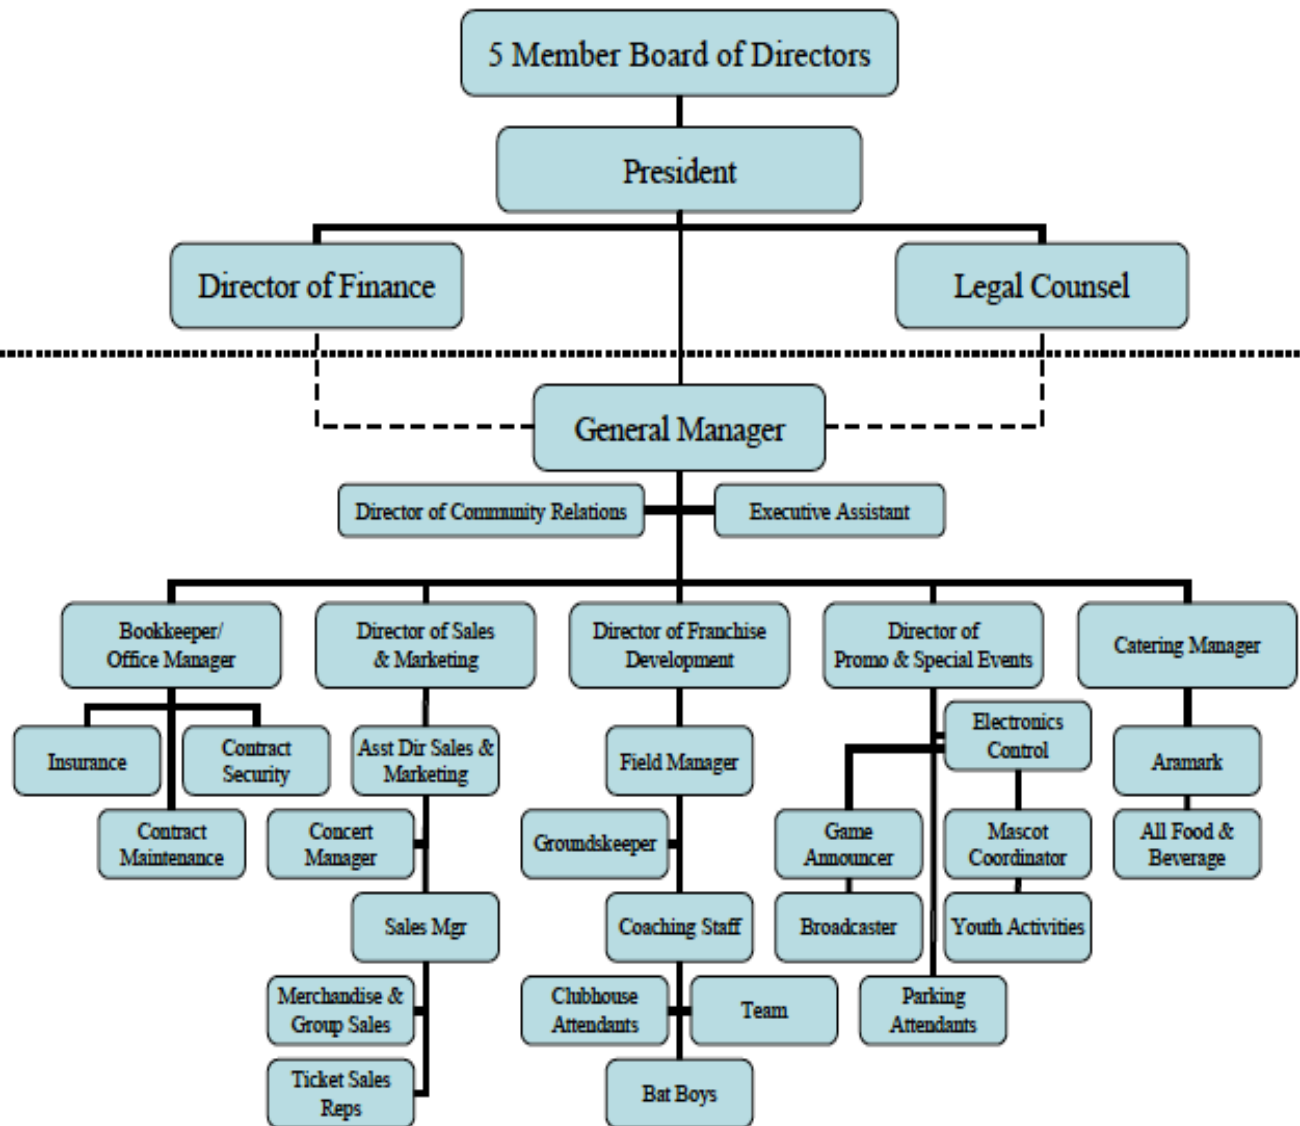 5 Member Board of Directors
President
Director of Finance
Legal Counsel
General Manager
Director of Community Relations
Executive Assistant
Bookkeeper/
Office Manager
Director of Sales
& Marketing
Director of Franchise
Development
Director of
Promo & Special Events
Catering Manager
Insurance
Contract
Security
Asst Dir Sales &
Marketing
Field Manager
Electronics
Control
Aramark
Contract
Maintenance
Concert
Manager
Groundskeeper
Game
Announcer
Mascot
Coordinator
All Food &
Beverage
Sales Mgr
Coaching Staff
Broadcaster
Youth Activities
Merchandise &
Group Sales
Clubhouse
Attendants
Team
Parking
Attendants
Ticket Sales
Reps
Bat Boys